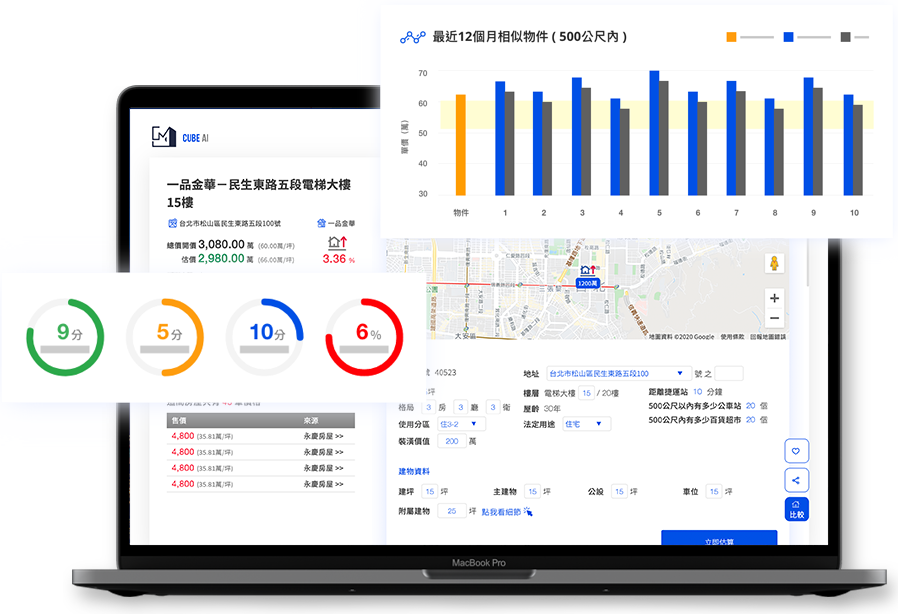 最近12個月相似物件 ( 500公尺內 )
單價（萬）
70
60
50
40
30
物件 1 2 3 4 5 6 7 8 9 10
CUBE AI
一品金華－民生東路五段電梯大樓
15樓
台北市松山區民生東路五段100號 一品金華
總價開價 3,080.00 萬 (60.00萬/坪)
估價 2,980.00 萬 (66.00萬/坪)
3.36 %
9分
5分
10分
6%
售價 來源
4,800 (35.81萬/坪) 永慶房屋 >>
4,800 (35.81萬/坪) 永慶房屋 >>
4,800 (35.81萬/坪) 永慶房屋 >>
4,800 (35.81萬/坪) 永慶房屋 >>
仁愛路四段
1200萬
大安區
地圖資料 ©2020 Google 使用條款 回報地圖錯誤
號 40523
地址 台北市松山區民生東路五段100 號 之
樓層 電梯大樓 15 / 20樓
距離捷運站 10 分鐘
格局 3 房 3 廳 3 衛
屋齡 30年
500公尺以內有多少公車站 20 個
使用分區 住3-2
法定用途 住宅
500公尺內有多少百貨超市 20 個
裝潢價值 200 萬
建物資料
建坪 15 坪 主建物 15 坪 公設 15 坪 車位 15 坪
附屬建物 25 坪 點我看細節
比較
立即估算
MacBook Pro